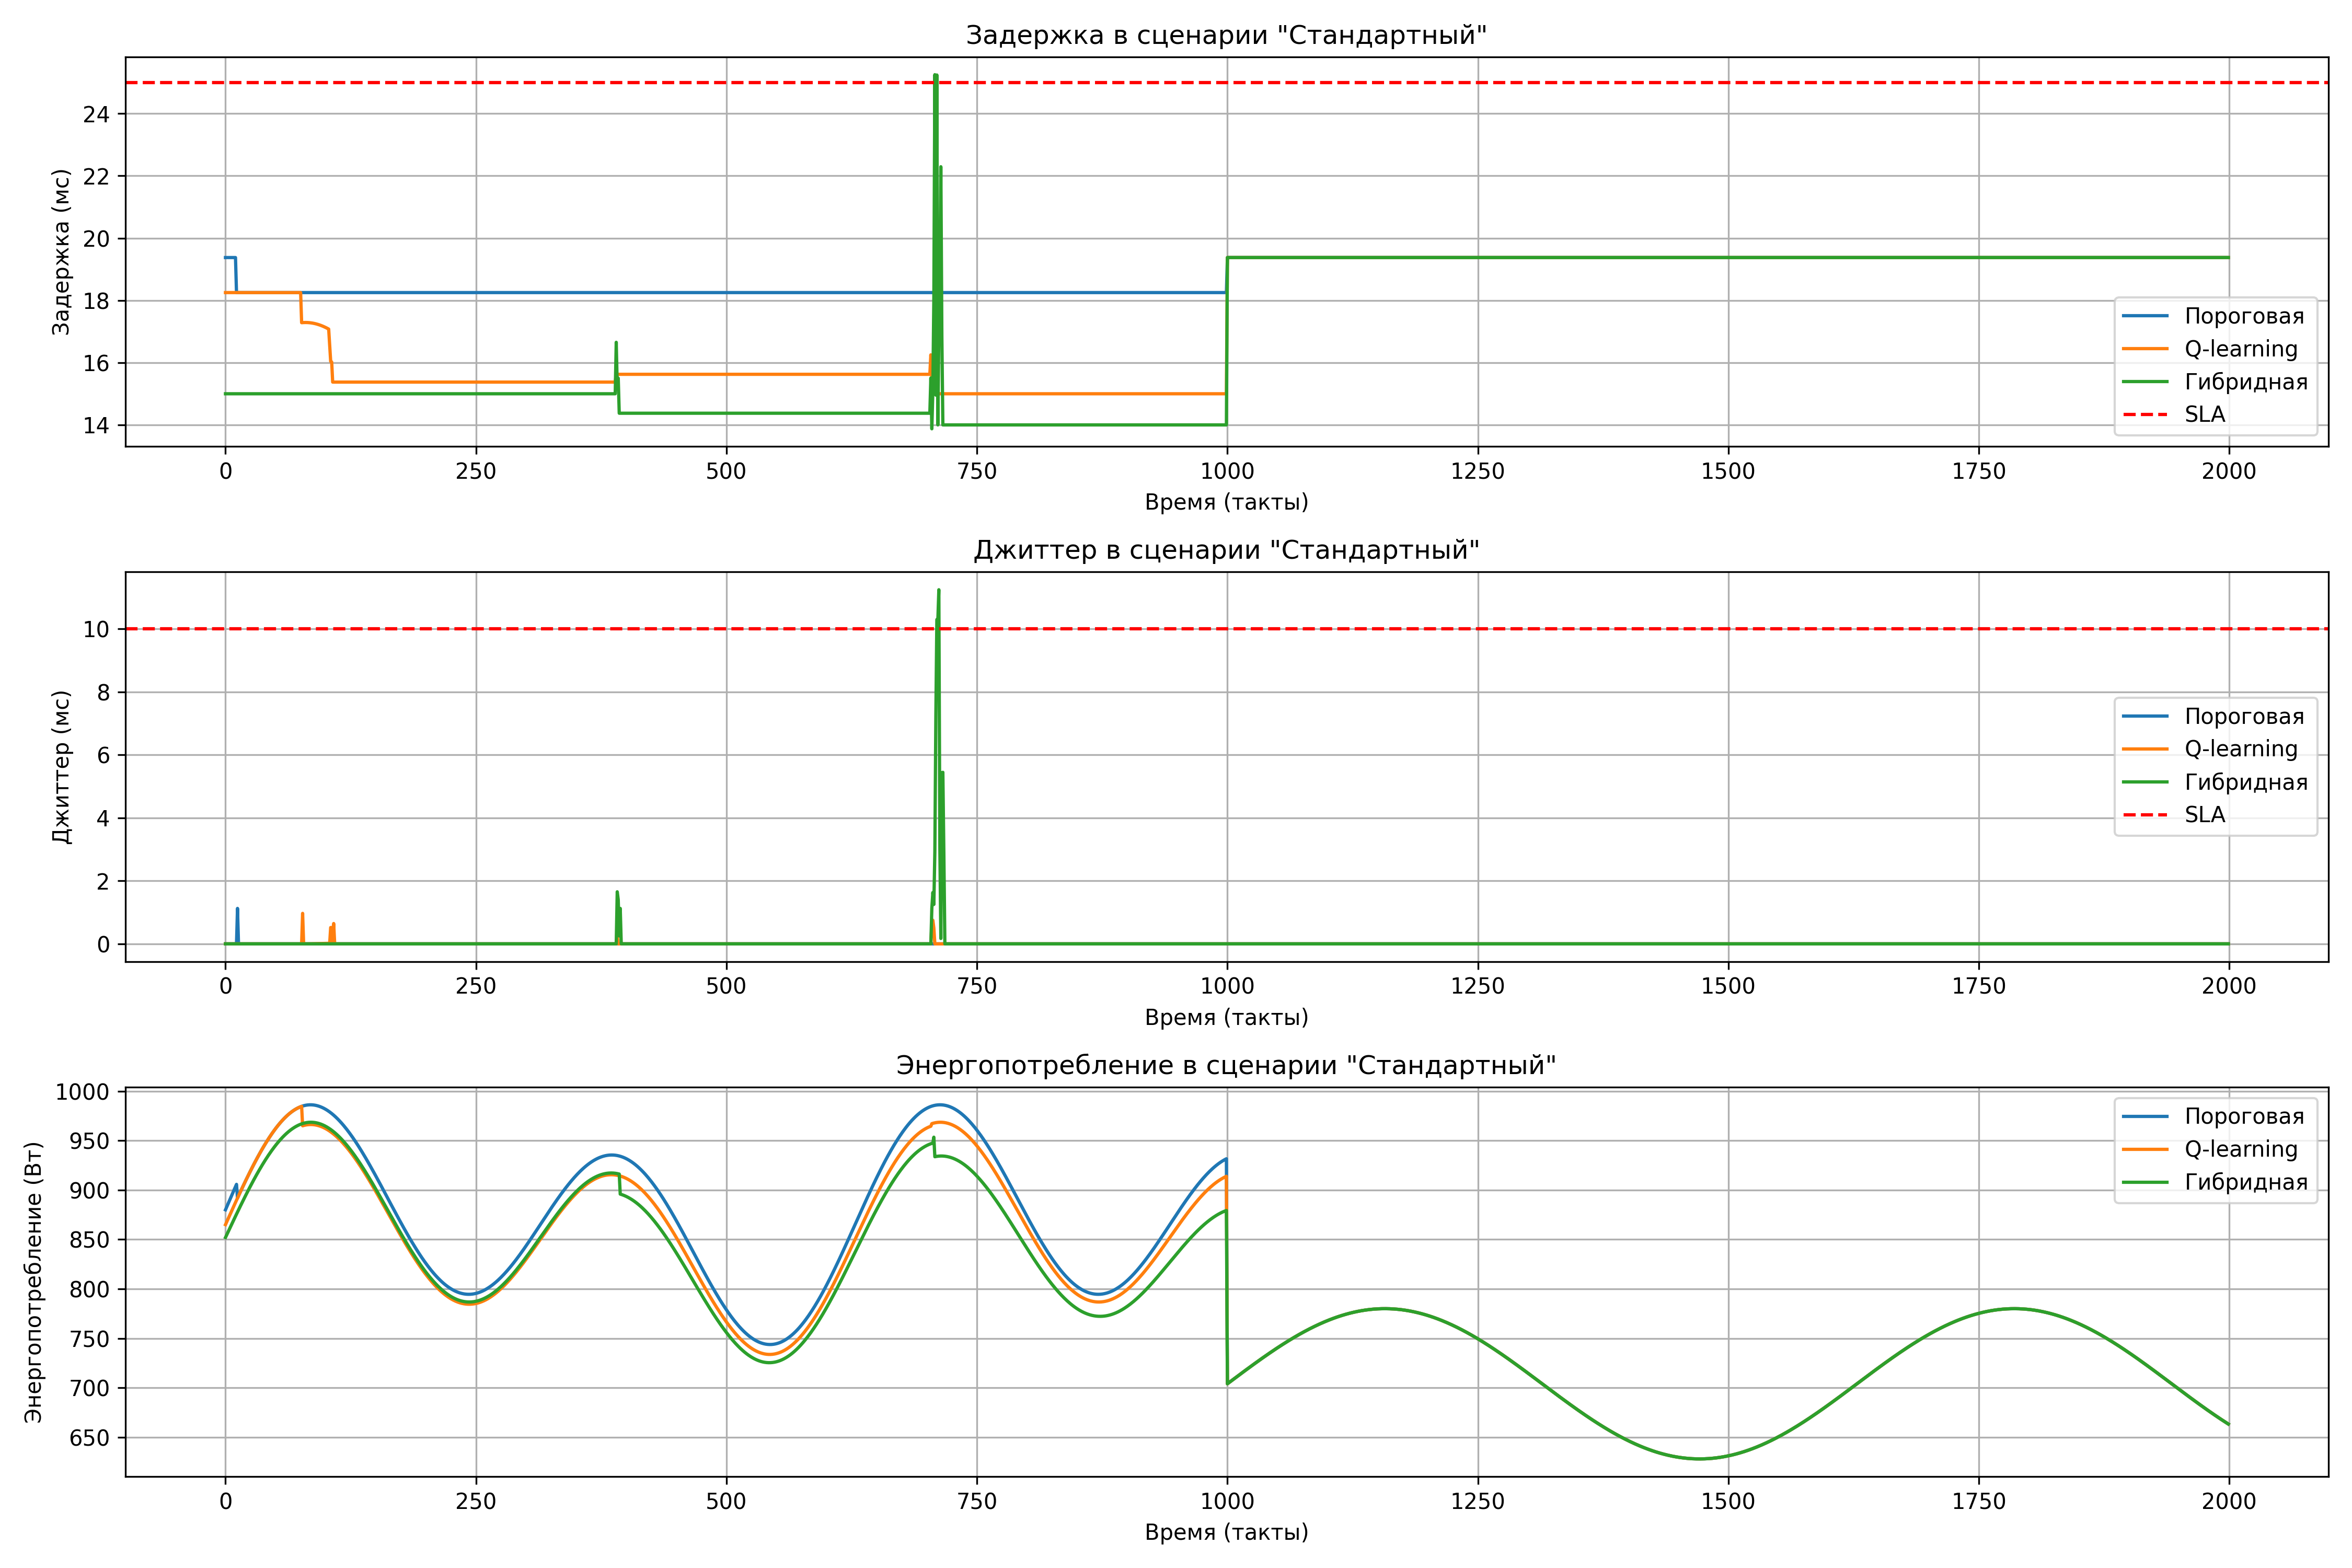 Задержка в сценарии "Стандартный"
Задержка (мс)
24
22
20
18
16
14
0 250 500 750 1000 1250 1500 1750 2000
Время (такты)
Пороговая
Q-learning
Гибридная
SLA
Джиттер в сценарии "Стандартный"
Джиттер (мс)
10
8
6
4
2
0
0 250 500 750 1000 1250 1500 1750 2000
Время (такты)
Пороговая
Q-learning
Гибридная
SLA
Энергопотребление в сценарии "Стандартный"
Энергопотребление (Вт)
1000
950
900
850
800
750
700
650
0 250 500 750 1000 1250 1500 1750 2000
Время (такты)
Пороговая
Q-learning
Гибридная